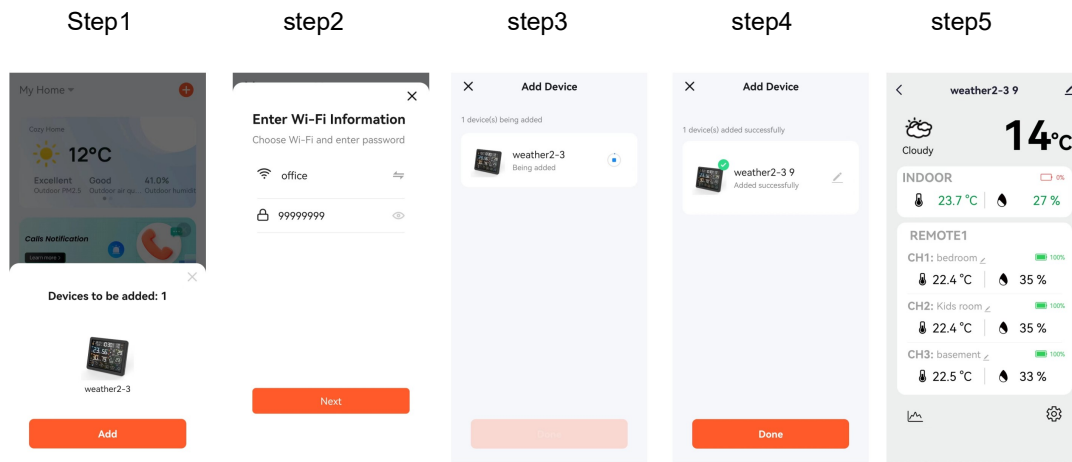 Step1
step2
step3
step4
step5
My Home
Cozy Home
12°C
Excellent Good 41.0%
Outdoor PM2.5 Outdoor air qu... Outdoor humidit
Calls Notification
Learn more >
Devices to be added: 1
weather2-3
Add
Enter Wi-Fi Information
Choose Wi-Fi and enter password
office
99999999
Next
Add Device
1 device(s) being added
weather2-3
Being added
Add Device
1 device(s) added successfully
weather2-3 9
Added successfully
Done
weather2-3 9
Cloudy
14°C
INDOOR 0%
23.7 °C 27 %
REMOTE1
CH1: bedroom 100%
22.4 °C 35 %
CH2: Kids room 100%
22.4 °C 35 %
CH3: basement 100%
22.5 °C 33 %